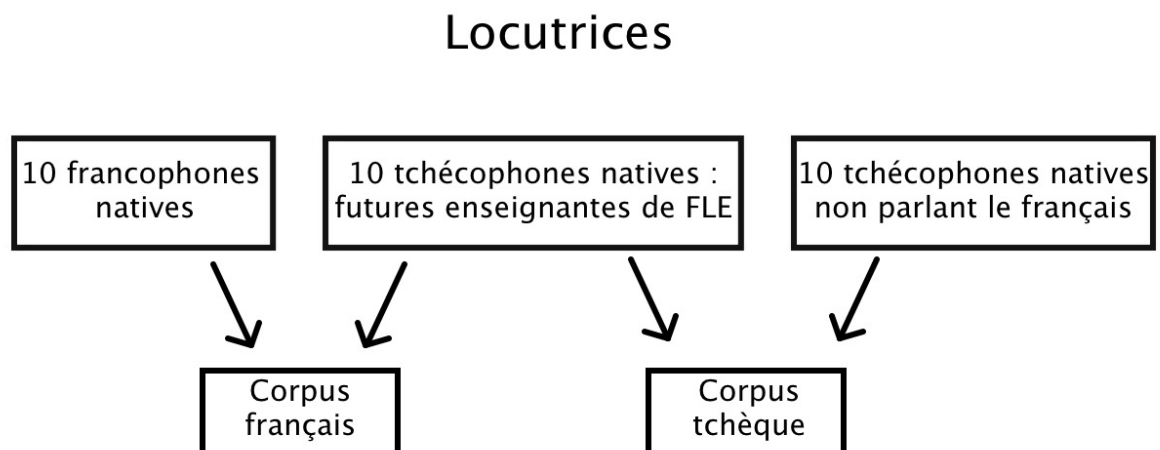 Locutrices
10 francophones
natives
10 tchécophones natives :
futures enseignantes de FLE
10 tchécophones natives
non parlant le français
Corpus
français
Corpus
tchèque